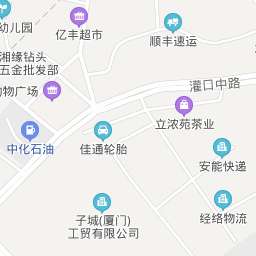 幼儿园
亿丰超市
顺丰速运
湘缘钻头
五金批发部
购物广场
灌口中路
立浓苑茶业
中化石油
佳通轮胎
安能快递
子城(厦门)
工贸有限公司
经络物流